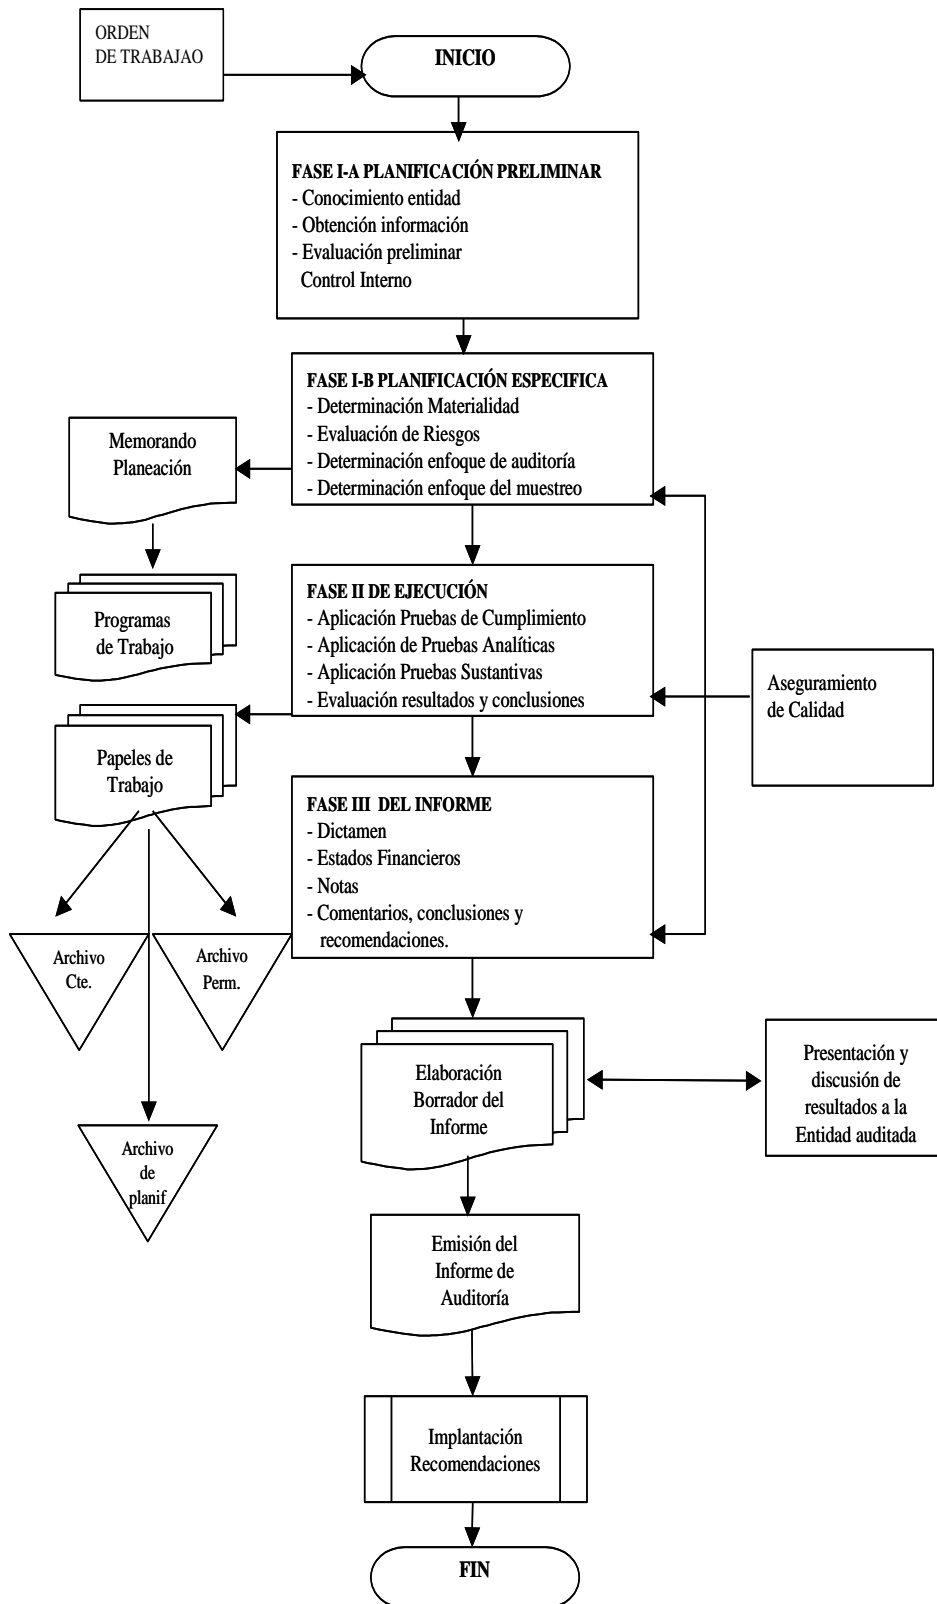 ORDEN
DE TRABAJAO
INICIO
FASE I-A PLANIFICACIÓN PRELIMINAR
- Conocimiento entidad
- Obtención información
- Evaluación preliminar
Control Interno
FASE I-B PLANIFICACIÓN ESPECIFICA
- Determinación Materialidad
- Evaluación de Riesgos
- Determinación enfoque de auditoría
- Determinación enfoque del muestreo
Memorando
Planeación
Programas
de Trabajo
FASE II DE EJECUCIÓN
- Aplicación Pruebas de Cumplimiento
- Aplicación de Pruebas Analíticas
- Aplicación Pruebas Sustantivas
- Evaluación resultados y conclusiones
Aseguramiento
de Calidad
Papeles de
Trabajo
FASE III DEL INFORME
- Dictamen
- Estados Financieros
- Notas
- Comentarios, conclusiones y
recomendaciones.
Archivo
Cte.
Archivo
Perm.
Archivo
de
planif
Elaboración
Borrador del
Informe
Presentación y
discusión de
resultados a la
Entidad auditada
Emisión del
Informe de
Auditoría
Implantación
Recomendaciones
FIN